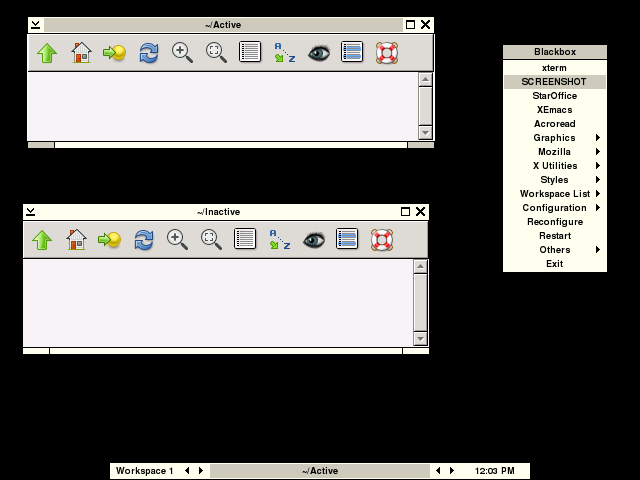 ~/Active
A
Z
~/Inactive
A
Z
Blackbox
xterm
SCREENSHOT
StarOffice
XEmacs
Acroread
Graphics
Mozilla
X Utilities
Styles
Workspace List
Configuration
Reconfigure
Restart
Others
Exit
Workspace 1
~/Active
12:03 PM